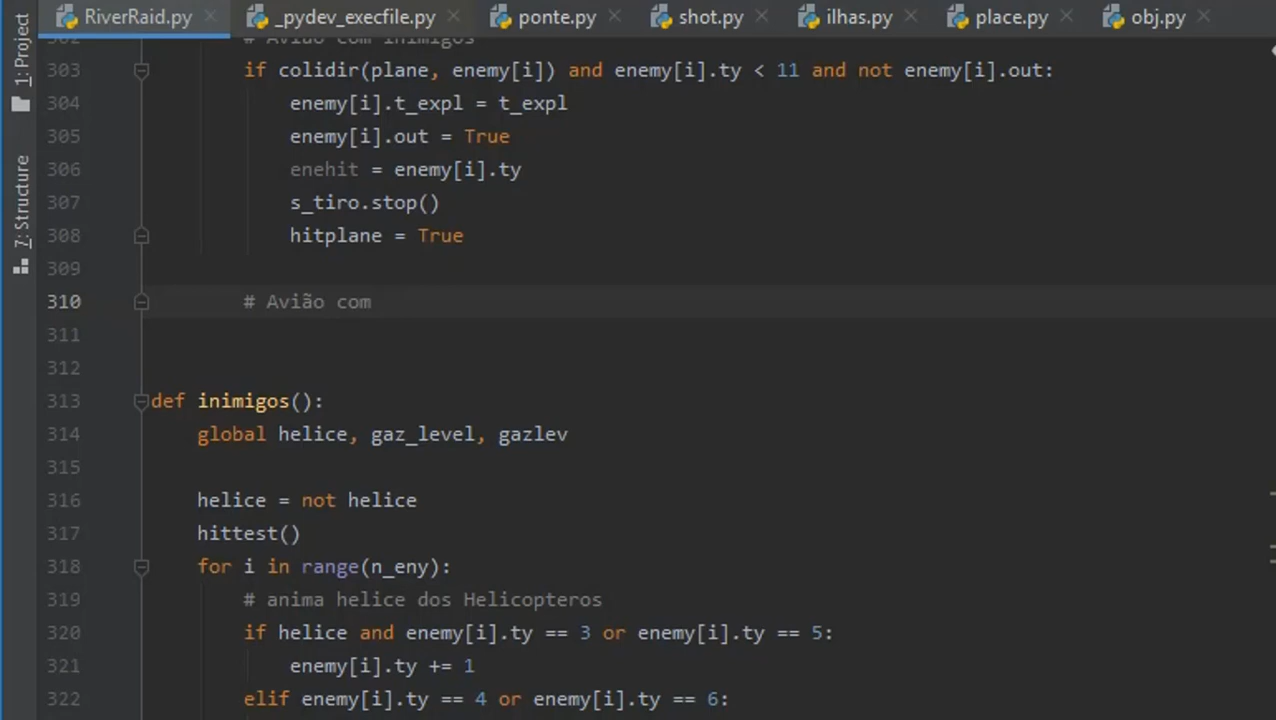 RiverRaid.py _pydev_execfile.py ponte.py shot.py ilhas.py place.py obj.py
1: Project
7: Structure
302 # Avião com inimigos
303 if colidir(plane, enemy[i]) and enemy[i].ty < 11 and not enemy[i].out:
304 enemy[i].t_expl = t_expl
305 enemy[i].out = True
306 enehit = enemy[i].ty
307 s_tiro.stop()
308 hitplane = True
309
310 # Avião com
311
312
313 def inimigos():
314 global helice, gaz_level, gazlev
315
316 helice = not helice
317 hittest()
318 for i in range(n_eny):
319 # anima helice dos Helicopteros
320 if helice and enemy[i].ty == 3 or enemy[i].ty == 5:
321 enemy[i].ty += 1
322 elif enemy[i].ty == 4 or enemy[i].ty == 6: